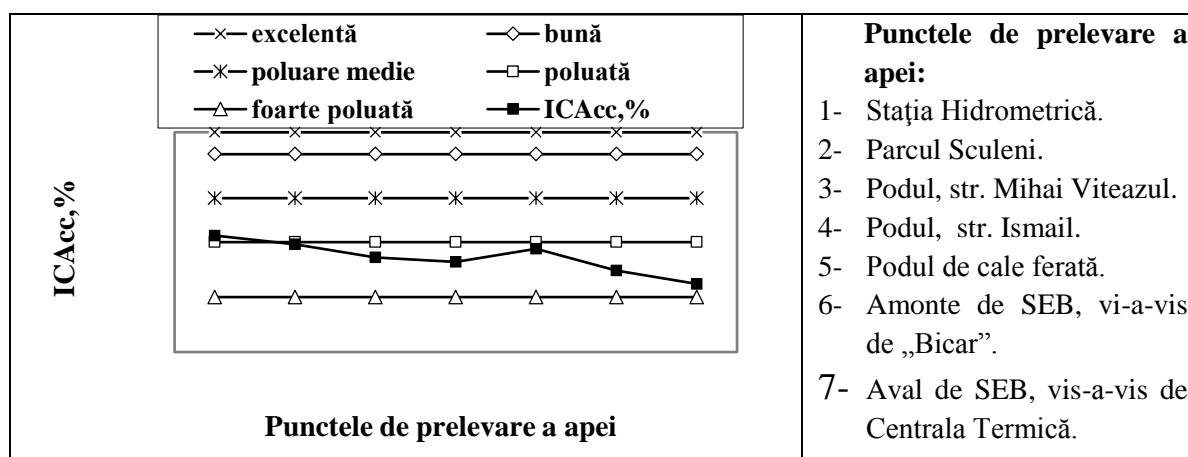 excelentă
bună
poluare medie
poluată
foarte poluată
ICAcc,%
ICAcc,%
Punctele de prelevare a apei
Punctele de prelevare a
apei:
1- Staţia Hidrometrică.
2- Parcul Sculeni.
3- Podul, str. Mihai Viteazul.
4- Podul, str. Ismail.
5- Podul de cale ferată.
6- Amonte de SEB, vi-a-vis
de „Bicar”.
7- Aval de SEB, vis-a-vis de
Centrala Termică.